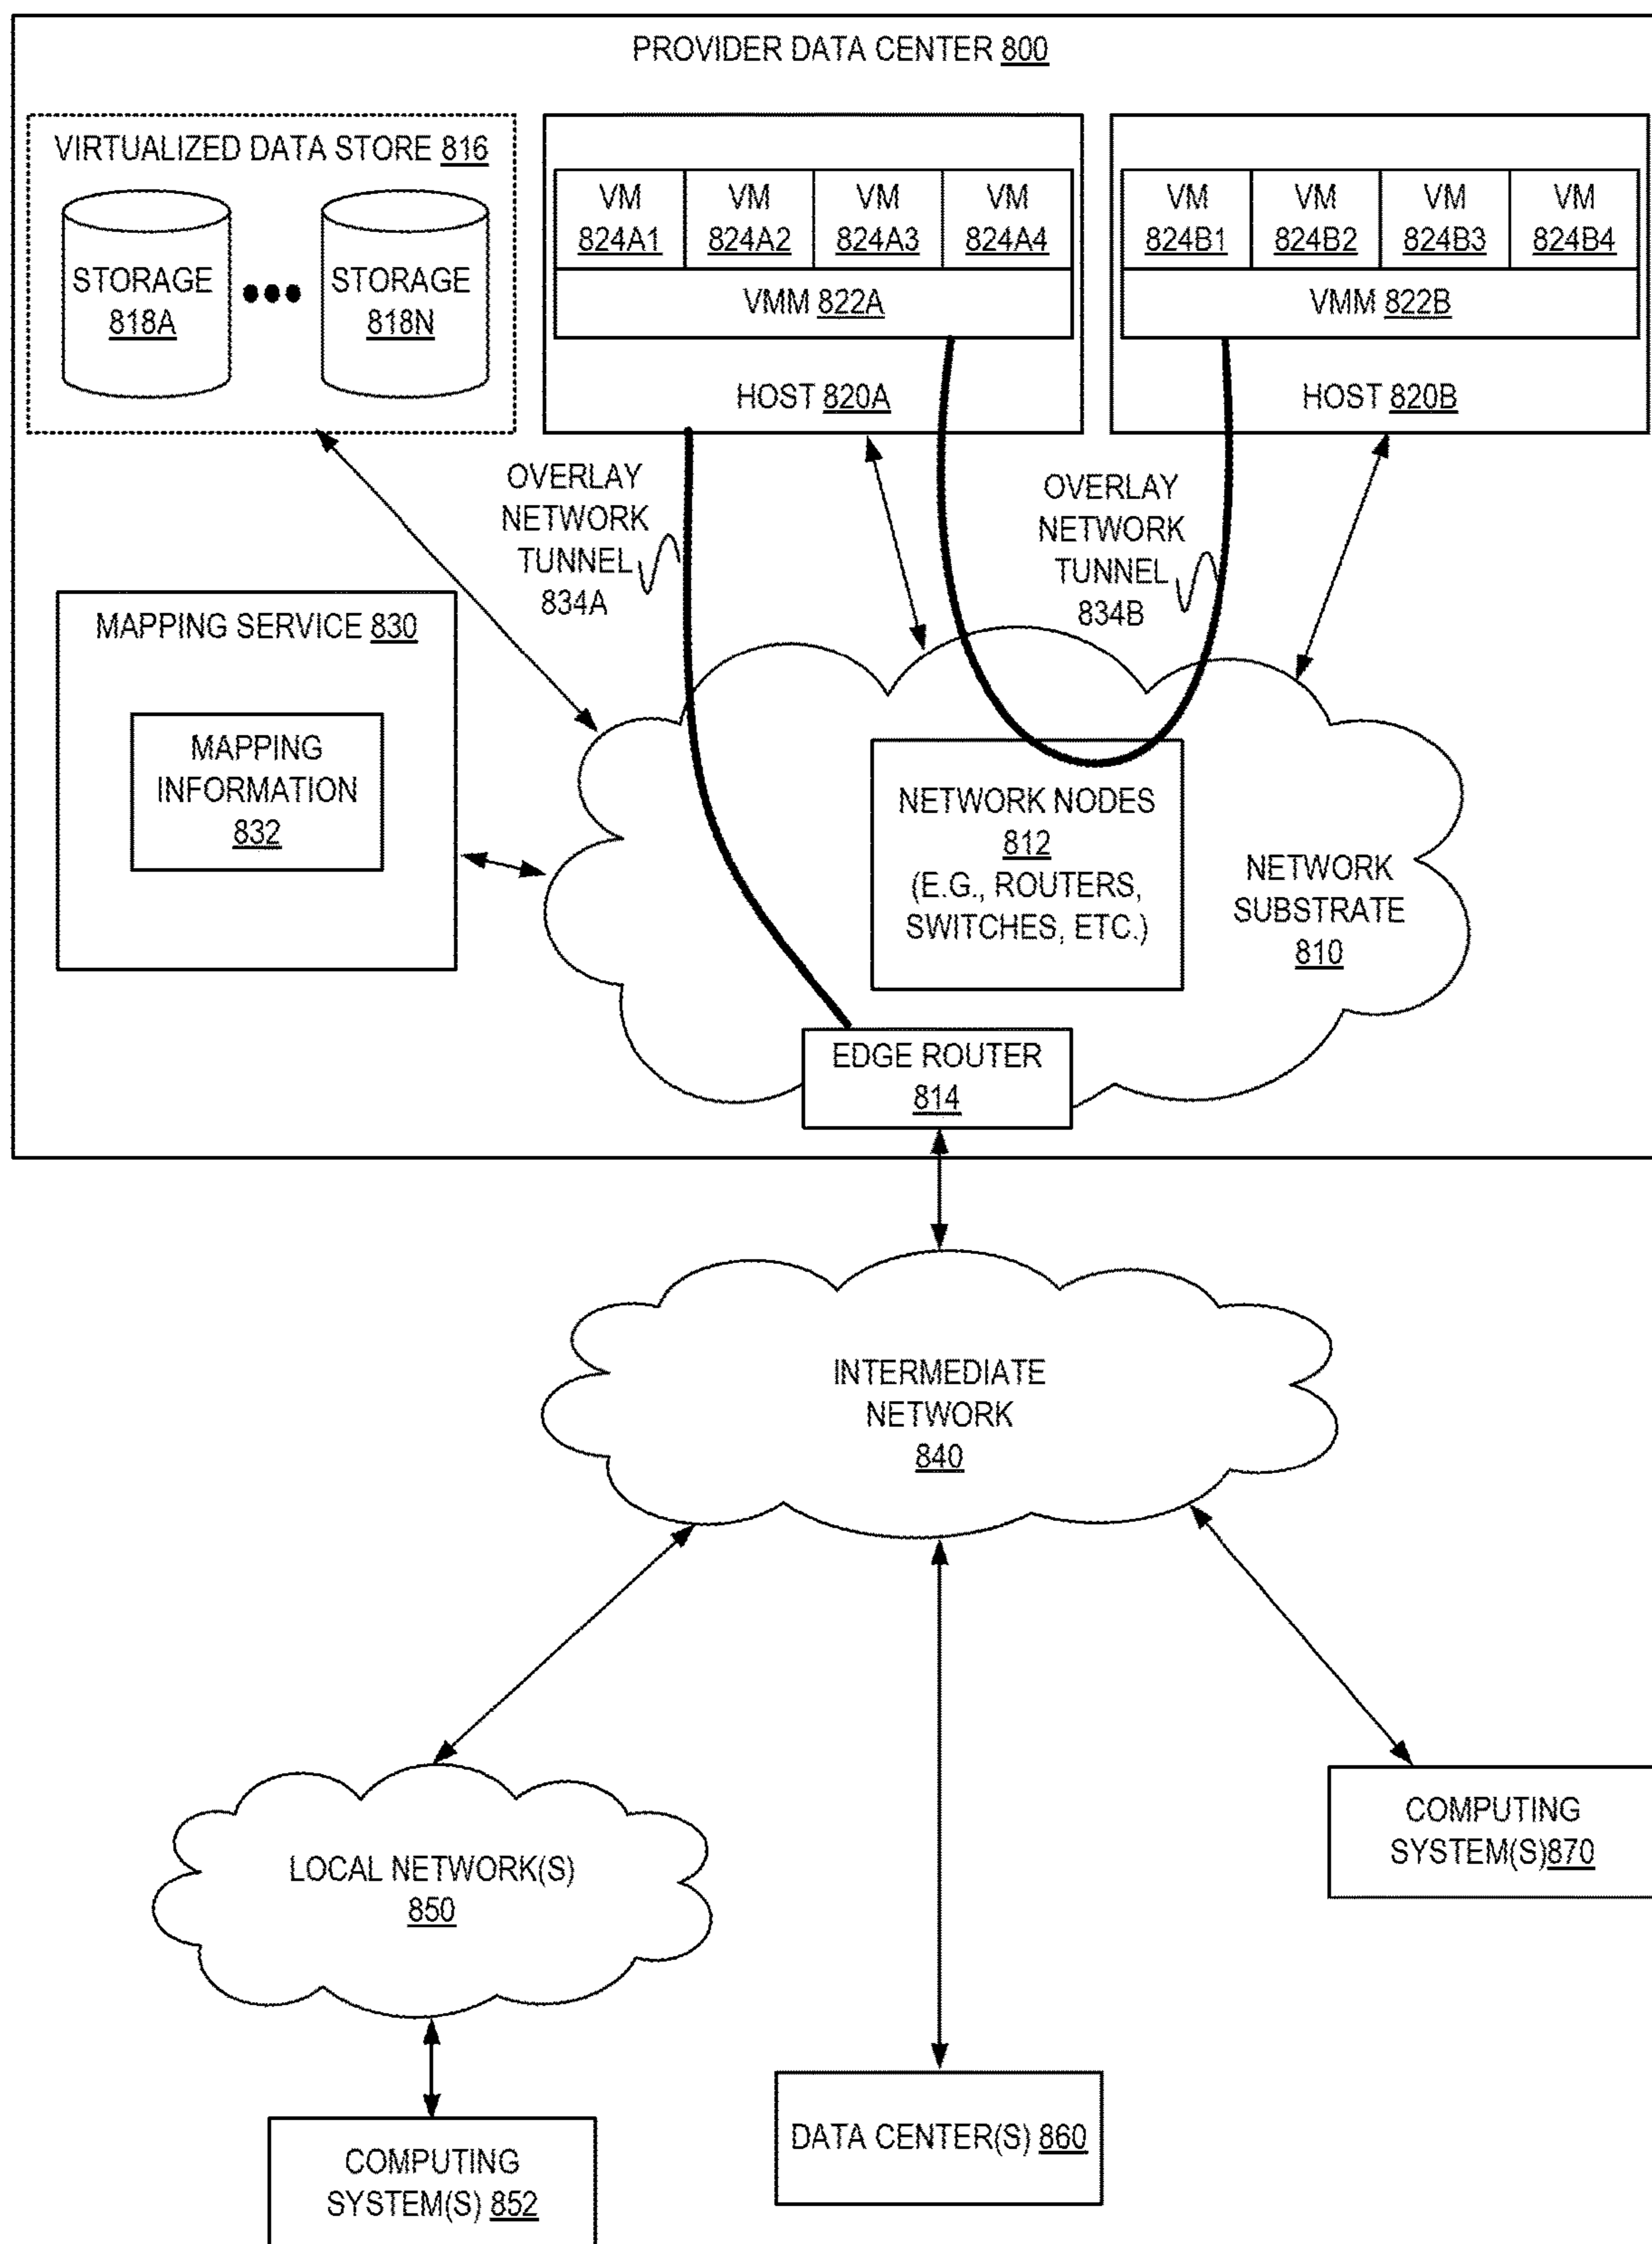 PROVIDER DATA CENTER 800
VIRTUALIZED DATA STORE 816
STORAGE
818A
STORAGE
818N
VM
824A1
VM
824A2
VM
824A3
VM
824A4
VMM 822A
HOST 820A
VM
824B1
VM
824B2
VM
824B3
VM
824B4
VMM 822B
HOST 820B
OVERLAY
NETWORK
TUNNEL
834A
OVERLAY
NETWORK
TUNNEL
834B
MAPPING SERVICE 830
MAPPING
INFORMATION
832
NETWORK NODES
812
(E.G., ROUTERS,
SWITCHES, ETC.)
NETWORK
SUBSTRATE
810
EDGE ROUTER
814
INTERMEDIATE
NETWORK
840
LOCAL NETWORK(S)
850
COMPUTING
SYSTEM(S)870
DATA CENTER(S) 860
COMPUTING
SYSTEM(S) 852